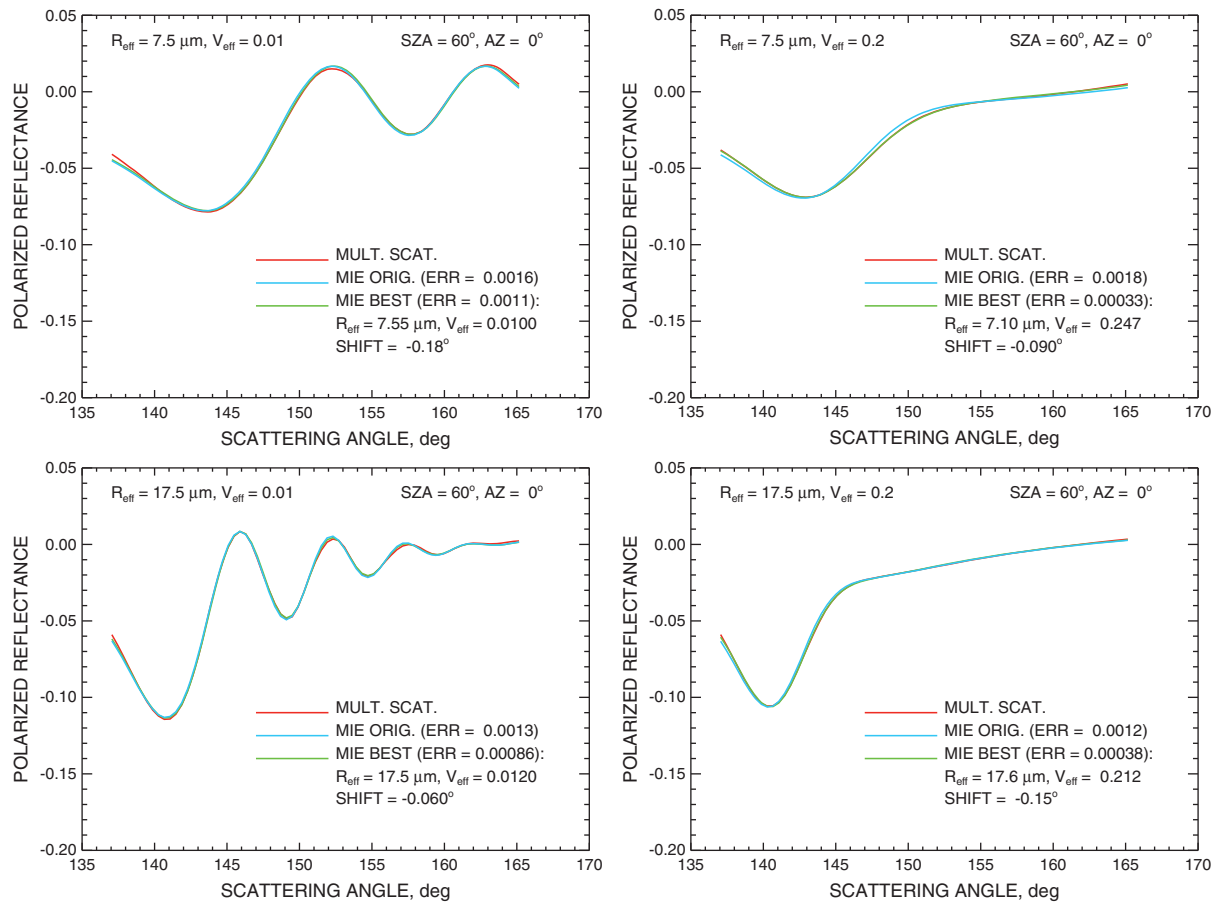 R_eff = 7.5 μm, V_eff = 0.01 SZA = 60°, AZ = 0°
0.05
0.00
-0.05
-0.10
-0.15
-0.20
POLARIZED REFLECTANCE
MULT. SCAT.
MIE ORIG. (ERR = 0.0016)
MIE BEST (ERR = 0.0011):
R_eff = 7.55 μm, V_eff = 0.0100
SHIFT = -0.18°
135 140 145 150 155 160 165 170
SCATTERING ANGLE, deg
R_eff = 7.5 μm, V_eff = 0.2 SZA = 60°, AZ = 0°
0.05
0.00
-0.05
-0.10
-0.15
-0.20
POLARIZED REFLECTANCE
MULT. SCAT.
MIE ORIG. (ERR = 0.0018)
MIE BEST (ERR = 0.00033):
R_eff = 7.10 μm, V_eff = 0.247
SHIFT = -0.090°
135 140 145 150 155 160 165 170
SCATTERING ANGLE, deg
R_eff = 17.5 μm, V_eff = 0.01 SZA = 60°, AZ = 0°
0.05
0.00
-0.05
-0.10
-0.15
-0.20
POLARIZED REFLECTANCE
MULT. SCAT.
MIE ORIG. (ERR = 0.0013)
MIE BEST (ERR = 0.00086):
R_eff = 17.5 μm, V_eff = 0.0120
SHIFT = -0.060°
135 140 145 150 155 160 165 170
SCATTERING ANGLE, deg
R_eff = 17.5 μm, V_eff = 0.2 SZA = 60°, AZ = 0°
0.05
0.00
-0.05
-0.10
-0.15
-0.20
POLARIZED REFLECTANCE
MULT. SCAT.
MIE ORIG. (ERR = 0.0012)
MIE BEST (ERR = 0.00038):
R_eff = 17.6 μm, V_eff = 0.212
SHIFT = -0.15°
135 140 145 150 155 160 165 170
SCATTERING ANGLE, deg